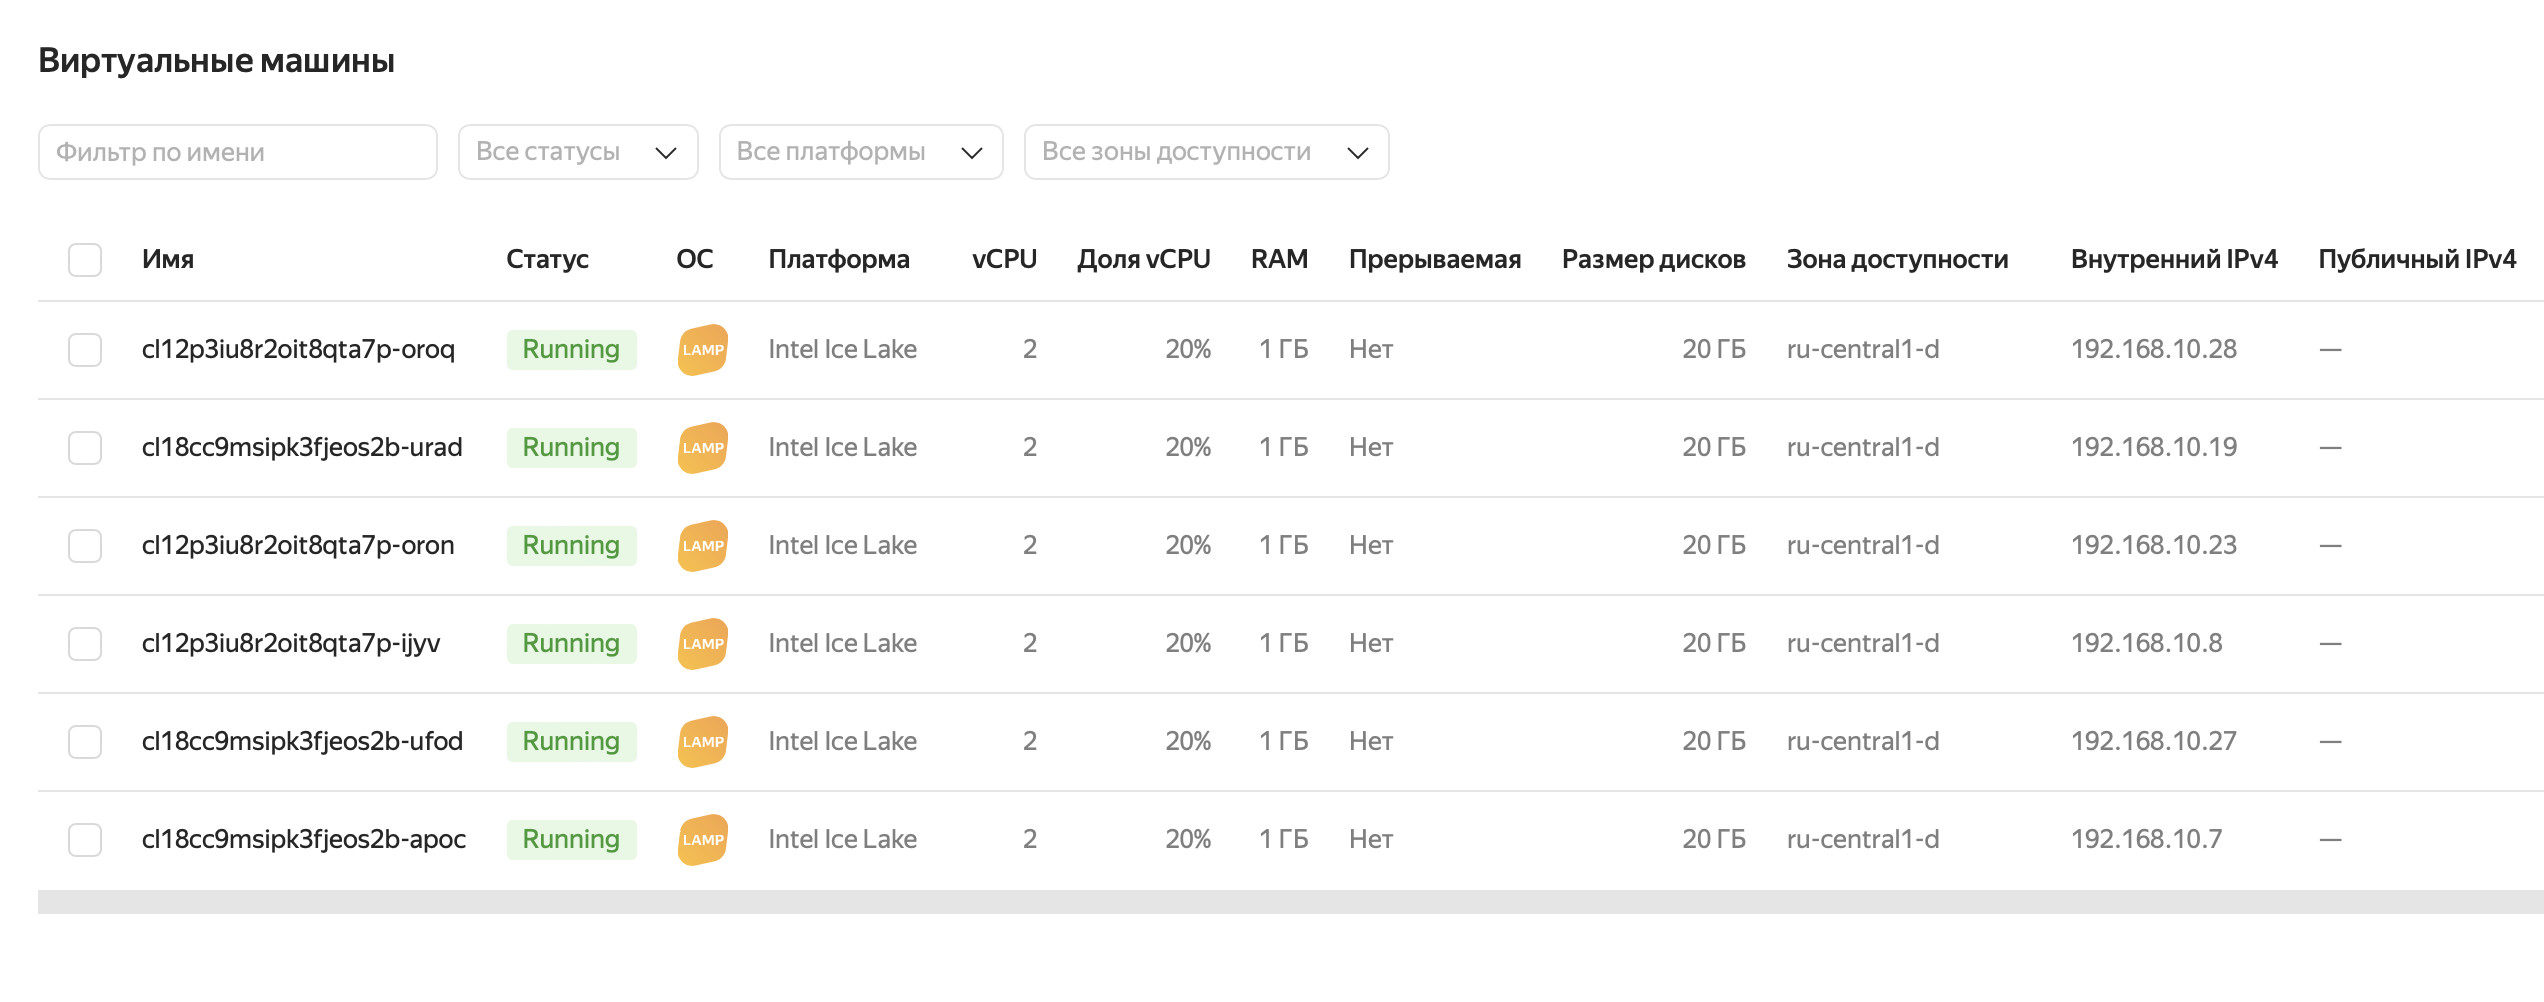 Виртуальные машины
Фильтр по имени Все статусы Все платформы Все зоны доступности
Имя Статус ОС Платформа vCPU Доля vCPU RAM Прерываемая Размер дисков Зона доступности Внутренний IPv4 Публичный IPv4
cl12p3iu8r2oit8qta7p-oroq Running LAMP Intel Ice Lake 2 20% 1 ГБ Нет 20 ГБ ru-central1-d 192.168.10.28 —
cl18cc9msipk3fjeos2b-urad Running LAMP Intel Ice Lake 2 20% 1 ГБ Нет 20 ГБ ru-central1-d 192.168.10.19 —
cl12p3iu8r2oit8qta7p-oron Running LAMP Intel Ice Lake 2 20% 1 ГБ Нет 20 ГБ ru-central1-d 192.168.10.23 —
cl12p3iu8r2oit8qta7p-ijyv Running LAMP Intel Ice Lake 2 20% 1 ГБ Нет 20 ГБ ru-central1-d 192.168.10.8 —
cl18cc9msipk3fjeos2b-ufod Running LAMP Intel Ice Lake 2 20% 1 ГБ Нет 20 ГБ ru-central1-d 192.168.10.27 —
cl18cc9msipk3fjeos2b-apoc Running LAMP Intel Ice Lake 2 20% 1 ГБ Нет 20 ГБ ru-central1-d 192.168.10.7 —